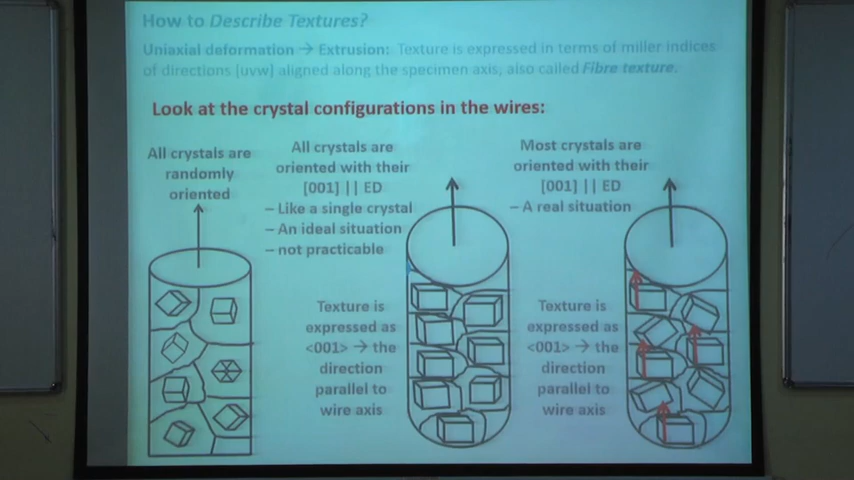 How to Describe Textures?
Uniaxial deformation → Extrusion: Texture is expressed in terms of miller indices
of directions [uvw] aligned along the specimen axis; also called Fibre texture.
Look at the crystal configurations in the wires:
All crystals are
randomly
oriented
All crystals are
oriented with their
[001] || ED
– Like a single crystal
– An ideal situation
– not practicable
Most crystals are
oriented with their
[001] || ED
– A real situation
Texture is
expressed as
<001> → the
direction
parallel to
wire axis
Texture is
expressed as
<001> → the
direction
parallel to
wire axis